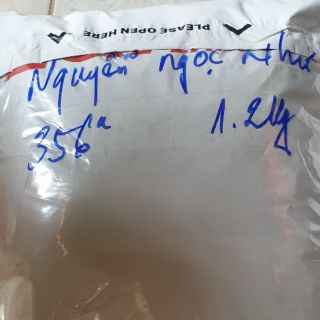 PLEASE OPEN HERE
Nguyễn Ngọc Như
356ª 1.2kg